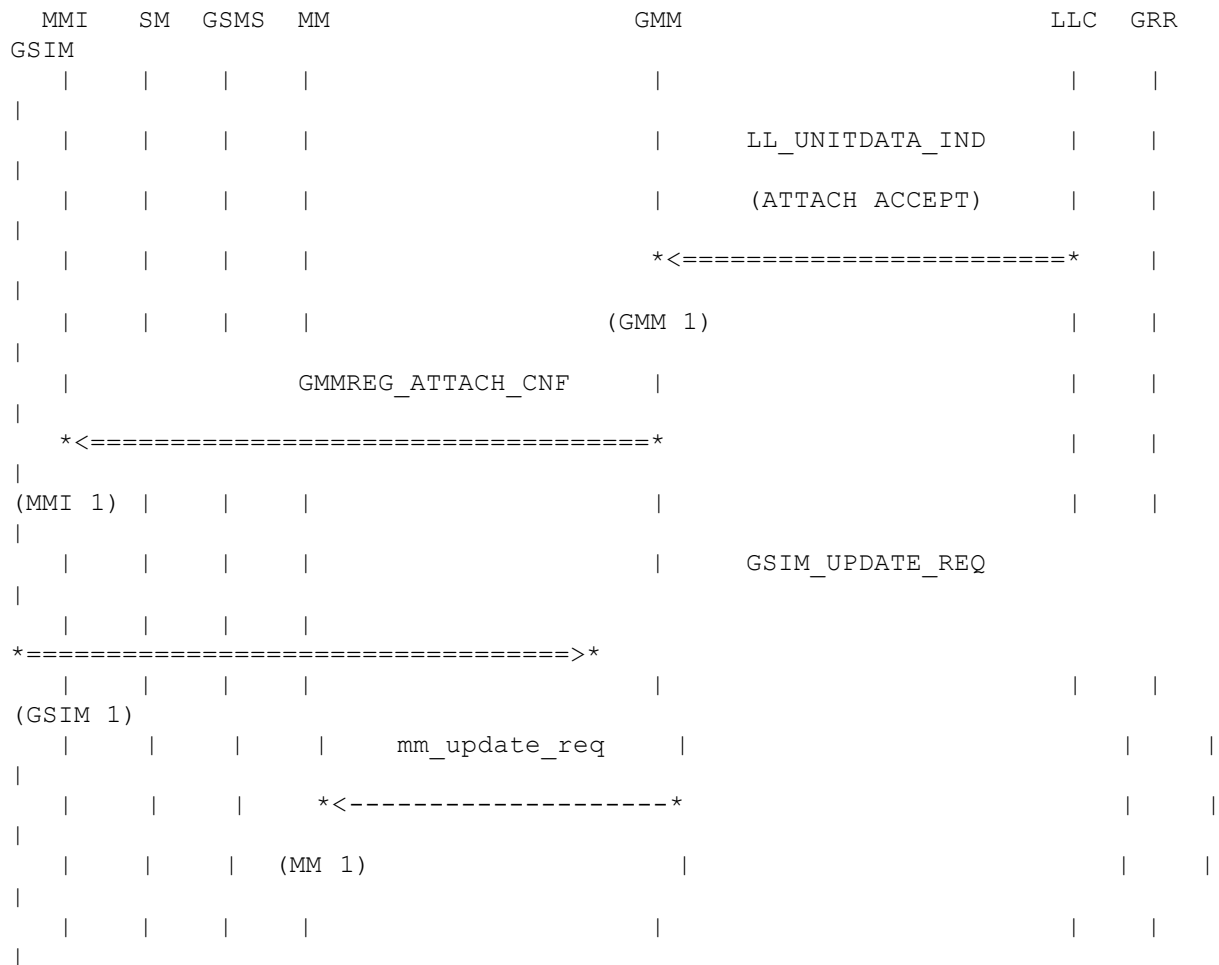 MMI    SM   GSMS  MM                   GMM                       LLC  GRR
GSIM
   |    |    |    |                      |                         |    |
|
   |    |    |    |                      |     LL_UNITDATA_IND     |    |
|
   |    |    |    |                      |     (ATTACH ACCEPT)     |    |
|
   |    |    |    |                      *<========================*    |
|
   |    |    |    |                   (GMM 1)                      |    |
|
   |              GMMREG_ATTACH_CNF     |                         |    |
|
   *<===================================*                         |    |
|
(MMI 1) |    |    |                     |                         |    |
|
   |    |    |    |                     |     GSIM_UPDATE_REQ
|
   |    |    |    |
*==================================>*
   |    |    |    |                     |                         |    |
(GSIM 1)
   |    |    |    |    mm_update_req    |                          |    |
|
   |    |    |    *<--------------------*                          |    |
|
   |    |    |  (MM 1)                   |                          |    |
|
   |    |    |    |                     |                         |    |
|